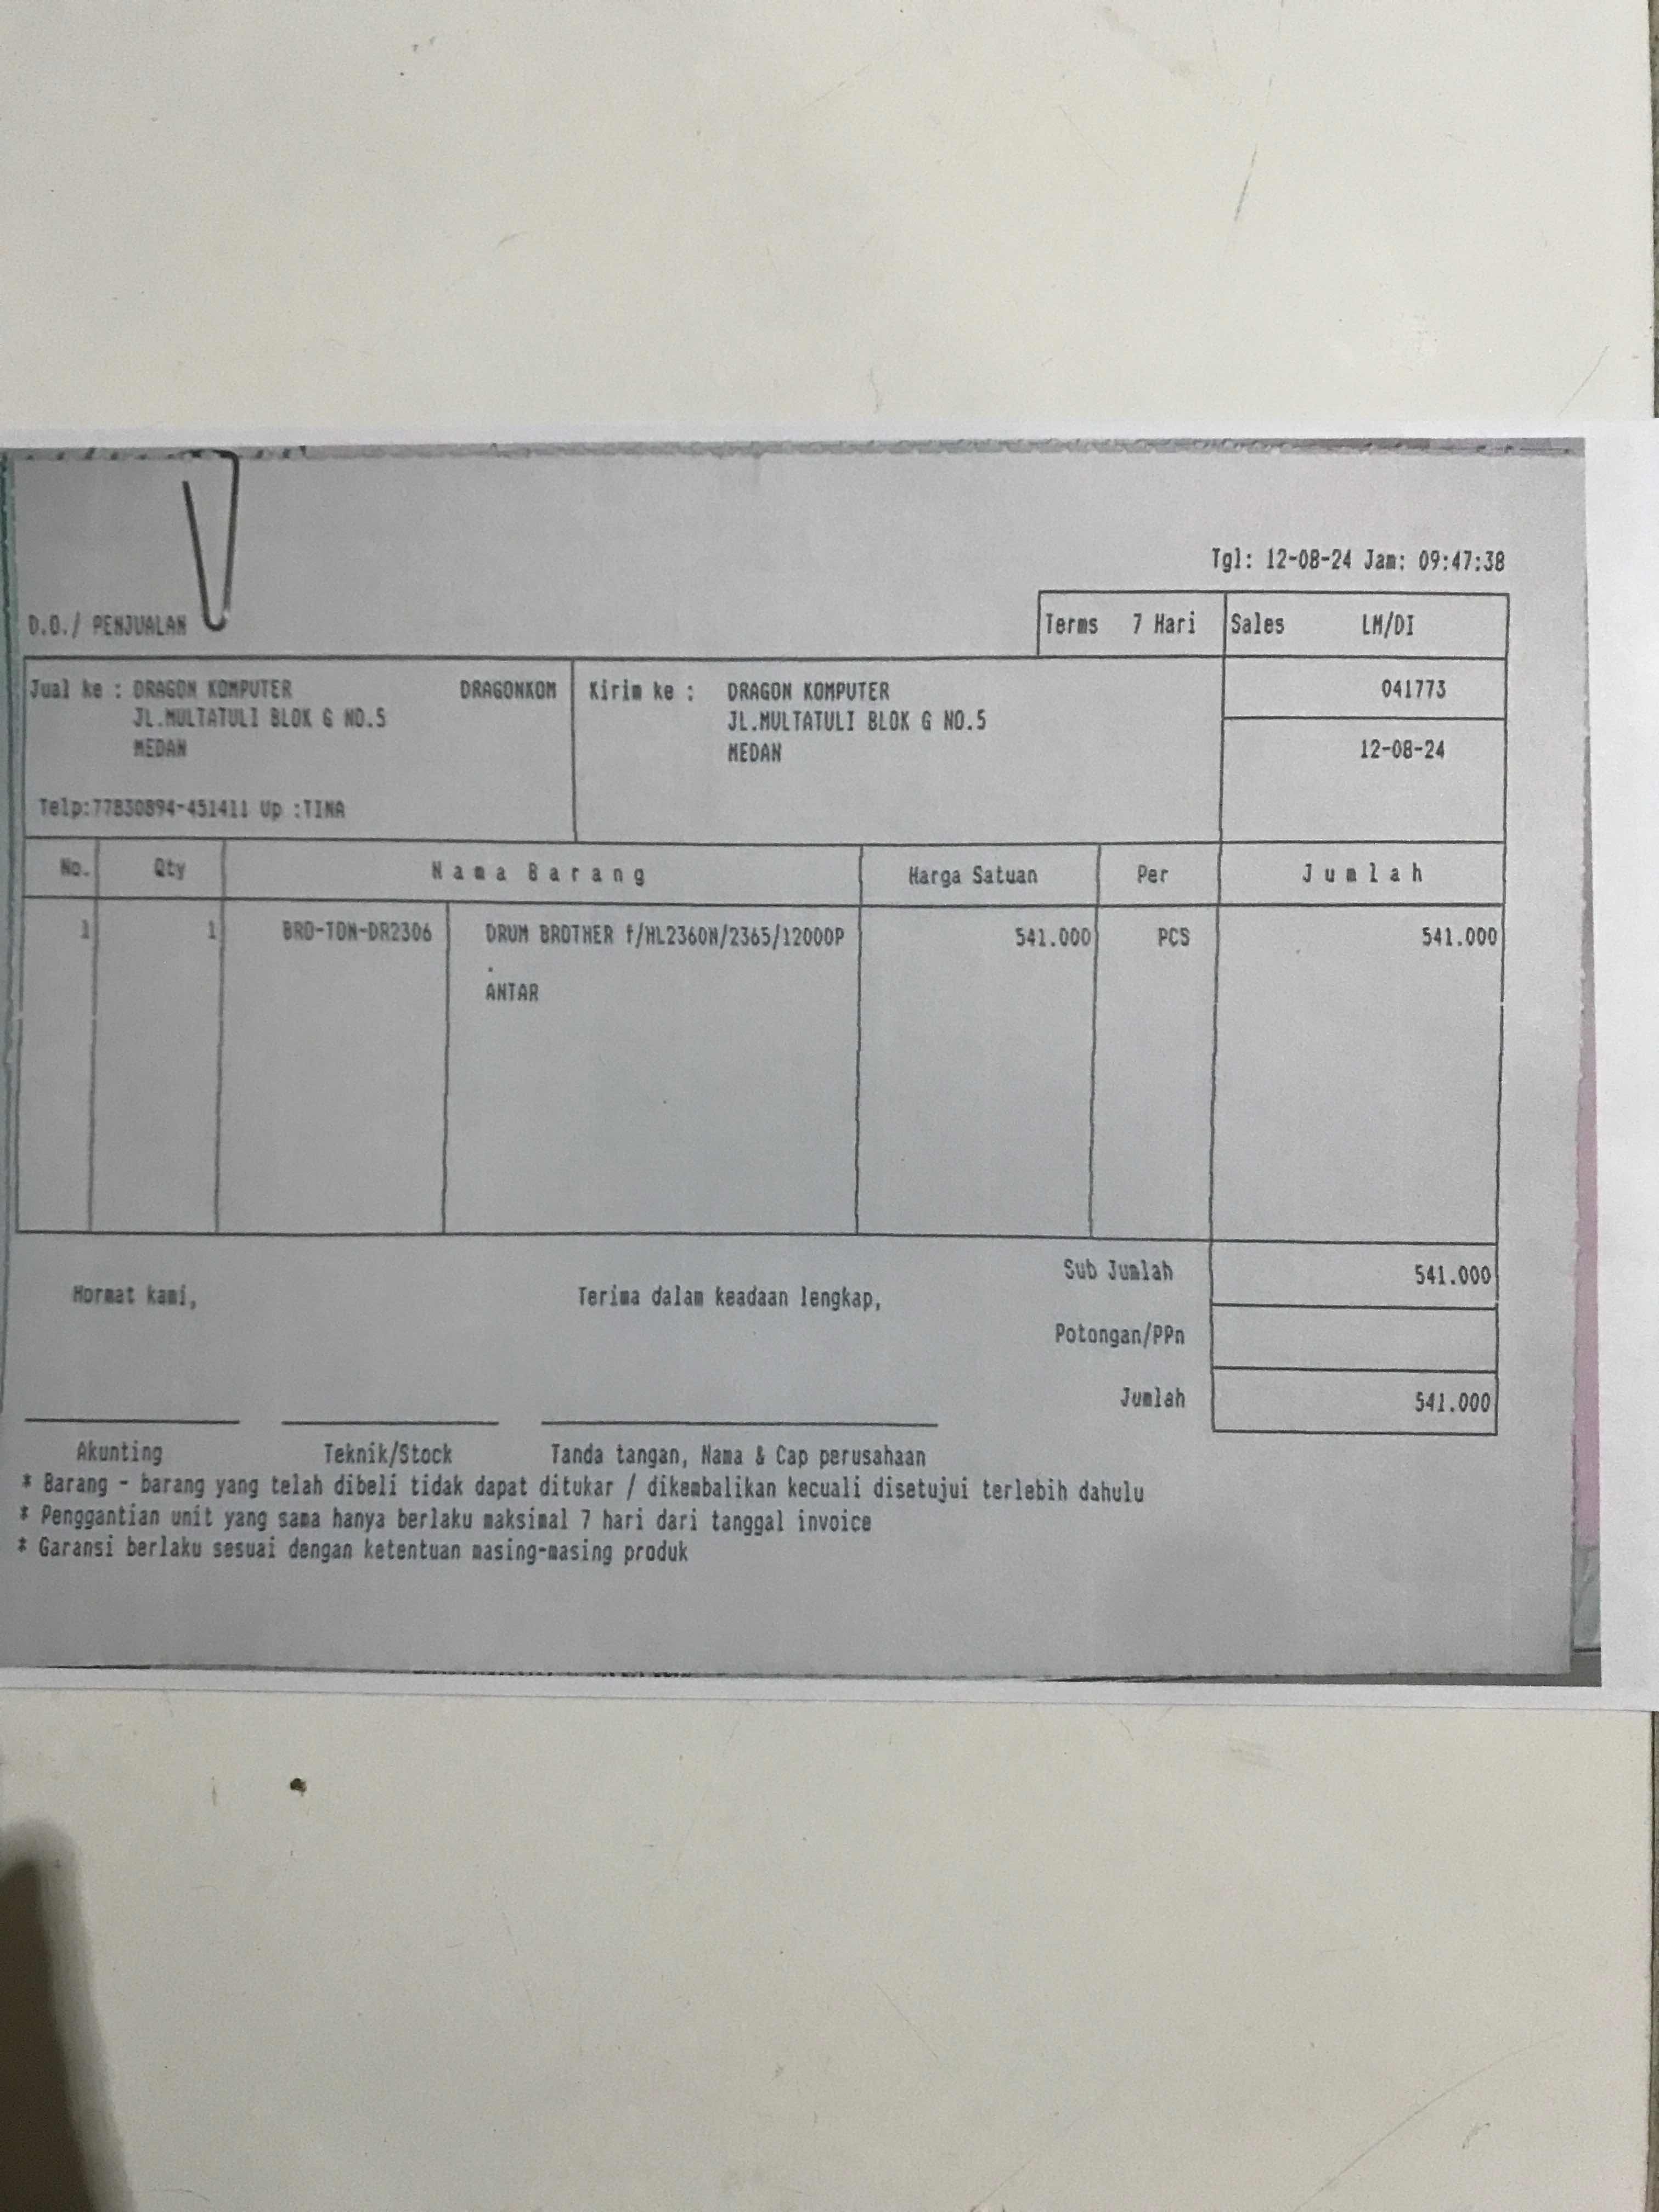 Tgl: 12-08-24 Jam: 09:47:38
D.O./ PENJUALAN
Terms 7 Hari Sales LM/DI
Jual ke : DRAGON KOMPUTER DRAGONKOM Kirim ke : DRAGON KOMPUTER 041773
JL.MULTATULI BLOK G NO.5 JL.MULTATULI BLOK G NO.5
MEDAN MEDAN 12-08-24
Telp:77830894-451411 Up :TINA
No. Qty Nama Barang Harga Satuan Per Jumlah
1 1 BRO-TON-DR2306 DRUM BROTHER f/HL2360N/2365/12000P 541.000 PCS 541.000
.
ANTAR
Sub Jumlah 541.000
Hormat kami, Terima dalam keadaan lengkap,
Potongan/PPn
Jumlah 541.000
Akunting Teknik/Stock Tanda tangan, Nama & Cap perusahaan
* Barang - barang yang telah dibeli tidak dapat ditukar / dikembalikan kecuali disetujui terlebih dahulu
* Penggantian unit yang sama hanya berlaku maksimal 7 hari dari tanggal invoice
* Garansi berlaku sesuai dengan ketentuan masing-masing produk